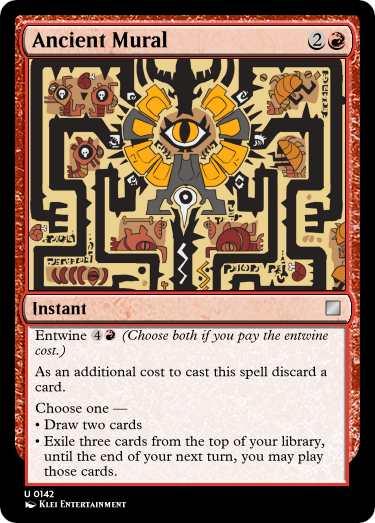 Ancient Mural 2
Instant
Entwine 4 (Choose both if you pay the entwine
cost.)
As an additional cost to cast this spell discard a
card.
Choose one —
• Draw two cards
• Exile three cards from the top of your library,
until the end of your next turn, you may play
those cards.
U 0142
Klei Entertainment